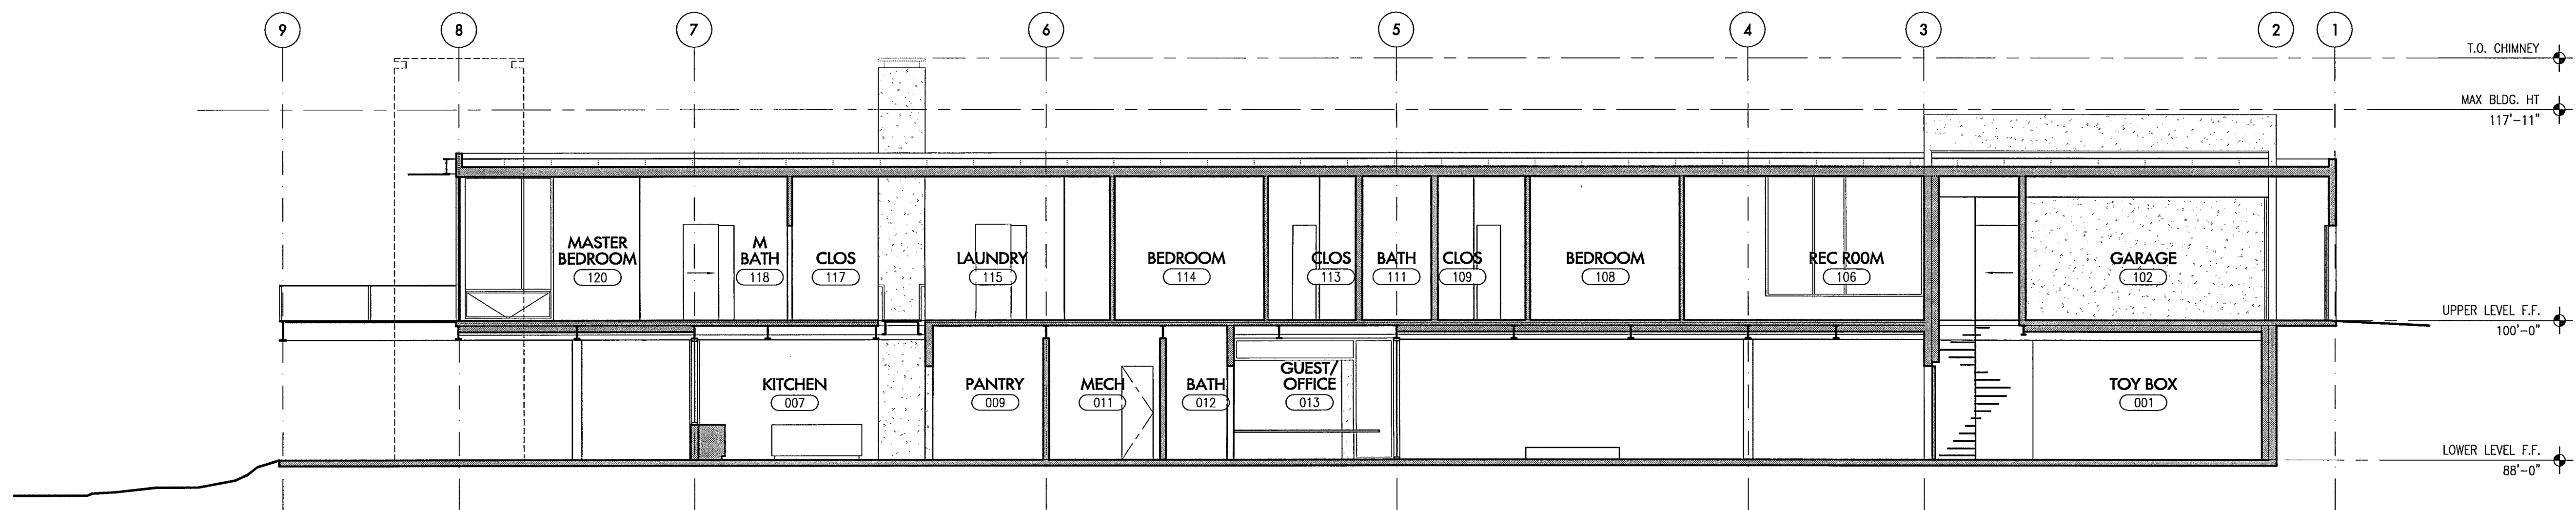 9 8 7 6 5 4 3 2 1
T.O. CHIMNEY
MAX BLDG. HT
117'-11"
MASTER
BEDROOM
120
M
BATH
118
CLOS
117
LAUNDRY
115
BEDROOM
114
CLOS
113
BATH
111
CLOS
109
BEDROOM
108
REC R00M
106
GARAGE
102
UPPER LEVEL F.F.
100'-0"
KITCHEN
007
PANTRY
009
MECH
011
BATH
012
GUEST/
OFFICE
013
TOY BOX
001
LOWER LEVEL F.F.
88'-0"